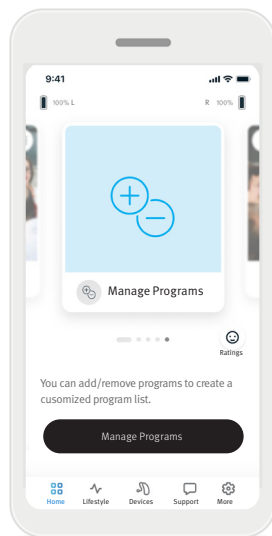 9:41
100% L
R 100%
Manage Programs
Ratings
You can add/remove programs to create a
cusomized program list.
Manage Programs
Home Lifestyle Devices Support More